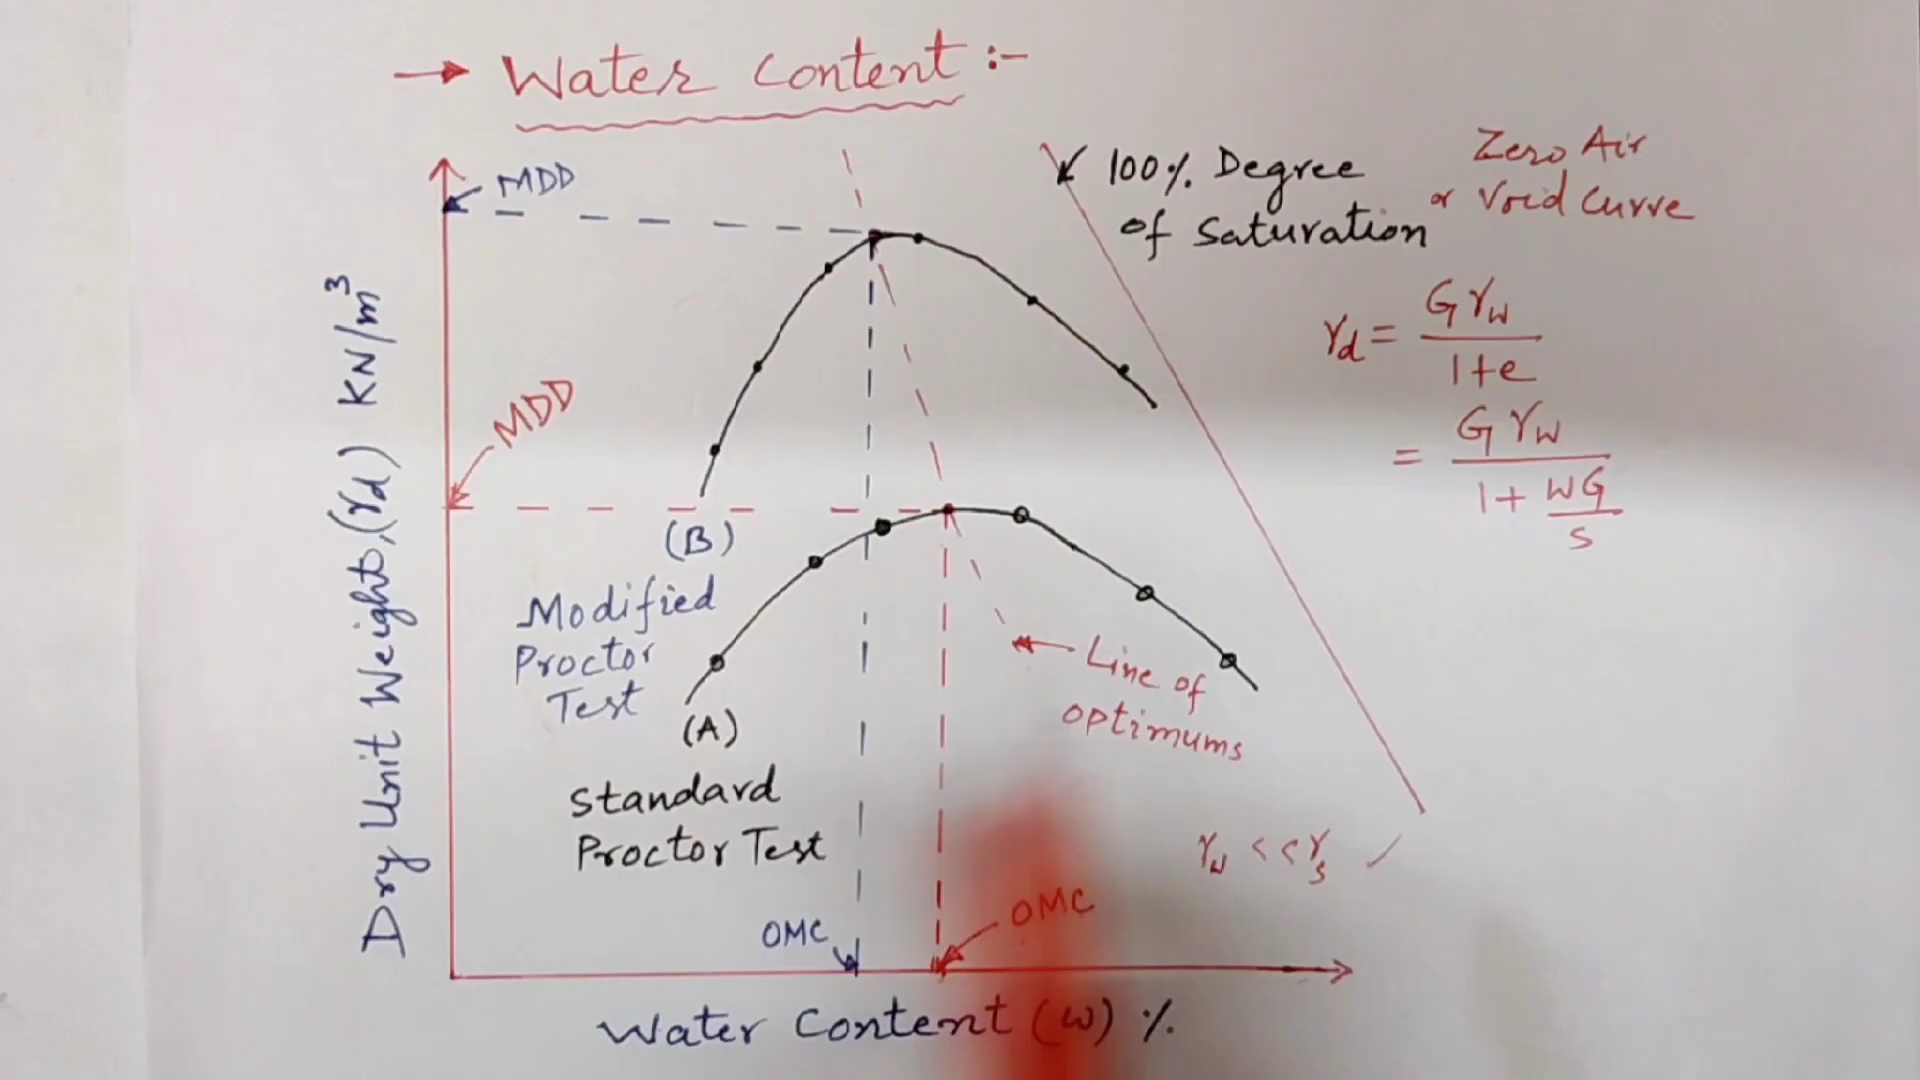 → Water Content :-
MDD
100% Degree
of Saturation
Zero Air
or Void Curve
Dry Unit Weight, (γd) KN/m³
MDD
γd = Gγw / 1+e
= Gγw / 1 + wG/s
(B)
Modified
Proctor
Test
(A)
Standard
Proctor Test
Line of
optimums
γw << γs
OMC
OMC
Water Content (w) %